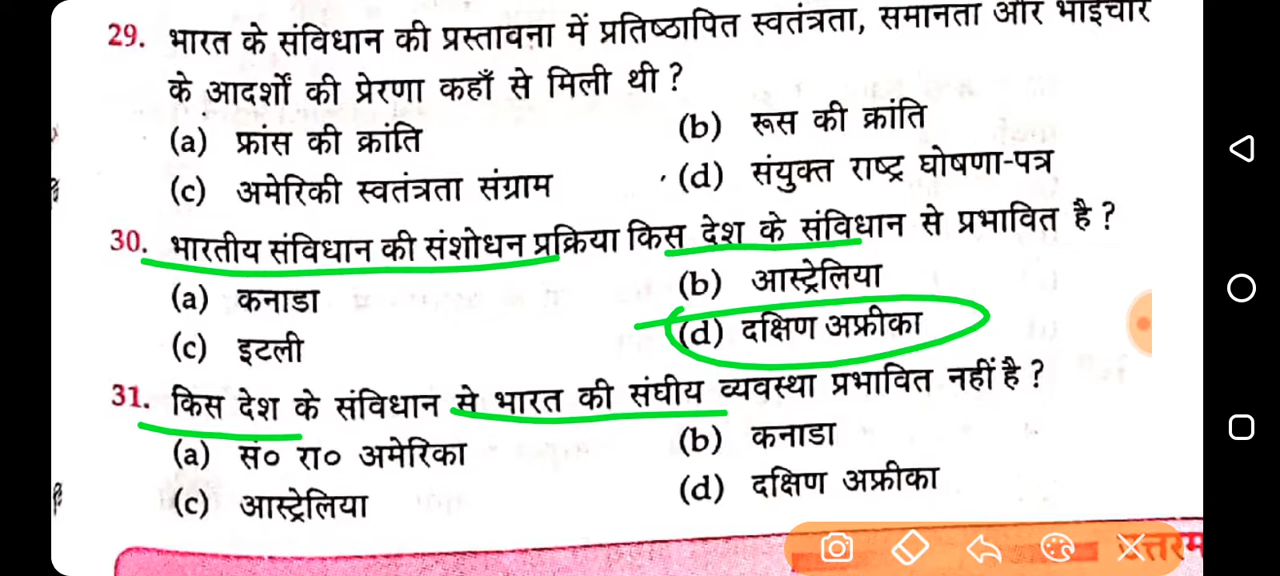 29. भारत के संविधान की प्रस्तावना में प्रतिष्ठापित स्वतंत्रता, समानता और भाइचार
के आदर्शों की प्रेरणा कहाँ से मिली थी ?
(a) फ्रांस की क्रांति (b) रूस की क्रांति
(c) अमेरिकी स्वतंत्रता संग्राम (d) संयुक्त राष्ट्र घोषणा-पत्र
30. भारतीय संविधान की संशोधन प्रक्रिया किस देश के संविधान से प्रभावित है ?
(a) कनाडा (b) आस्ट्रेलिया
(c) इटली (d) दक्षिण अफ्रीका
31. किस देश के संविधान से भारत की संघीय व्यवस्था प्रभावित नहीं है ?
(a) सं० रा० अमेरिका (b) कनाडा
(c) आस्ट्रेलिया (d) दक्षिण अफ्रीका